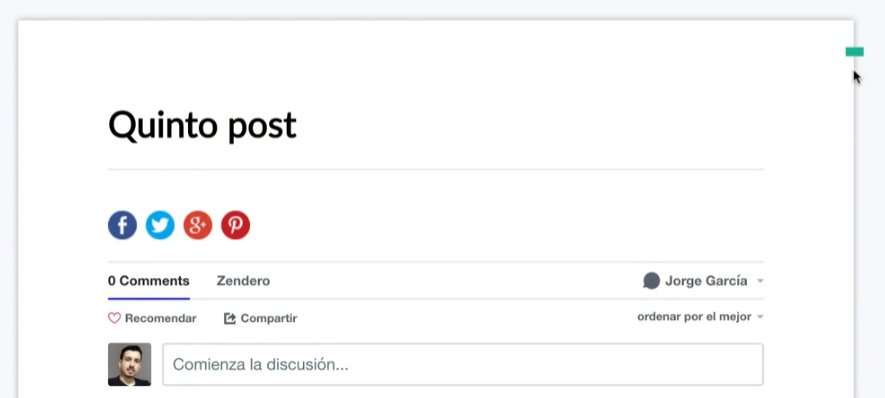 Quinto post
0 Comments Zendero Jorge García
Recomendar Compartir ordenar por el mejor
Comienza la discusión...